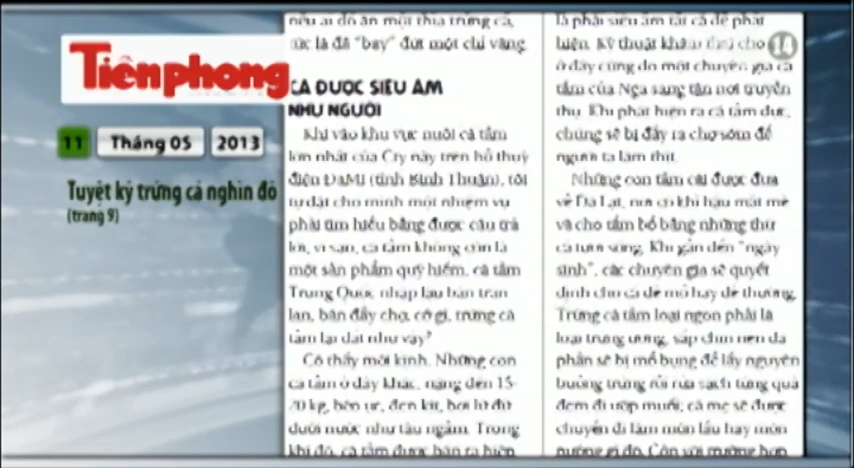 Tiền phong
11 Tháng 05 2013
Tuyệt kỹ trứng cá nghìn đô
(trang 9)
nếu ai đó ăn một thìa trứng cá,
tức là đã "bay" đứt một chỉ vàng.
CÁ ĐƯỢC SIÊU ÂM
NHƯ NGƯỜI
Khi vào khu vực nuôi cá tầm
lớn nhất của Cty này trên hồ thuỷ
điện ĐaMi (tỉnh Bình Thuận), tôi
tự đặt cho mình một nhiệm vụ
phải tìm hiểu bằng được câu trả
lời, vì sao, cá tầm không còn là
một sản phẩm quý hiếm, cá tầm
Trung Quốc nhập lậu bán tràn
lan, bán đầy chợ, cớ gì, trứng cá
tầm lại đắt như vậy?
Có thấy mới kinh. Những con
cá tầm ở đây khác, nặng đến 15-
20 kg, bên tự, đen kịt, bơi lừ đừ
dưới nước như tàu ngầm. Trong
khi đó, cá tầm được bán ra hiện
là phải siêu âm tất cả để phát
hiện. Kỹ thuật cho
ở đây cũng do một chuyên gia cá
tầm của Nga sang tận nơi truyền
thụ. Khi phát hiện ra cá tầm đực,
chúng sẽ bị đẩy ra chợ sớm để
người ta làm thịt.
Những con tầm cái được đưa
về Đà Lạt, nơi có khí hậu mát mẻ
và cho tẩm bổ bằng những thứ
cá tươi sống. Khi gần đến "ngày
sinh", các chuyên gia sẽ quyết
định cho cá đẻ mổ hay đẻ thường.
Trứng cá tầm loại ngon phải là
loại trứng ương, sắp chín nên đa
phần sẽ bị mổ bụng để lấy nguyên
buồng trứng rồi rửa sạch từng quả
đem đi ướp muối; cá mẹ sẽ được
chuyển đi làm món lẩu hay món
nướng gì đó. Còn với trường hợp